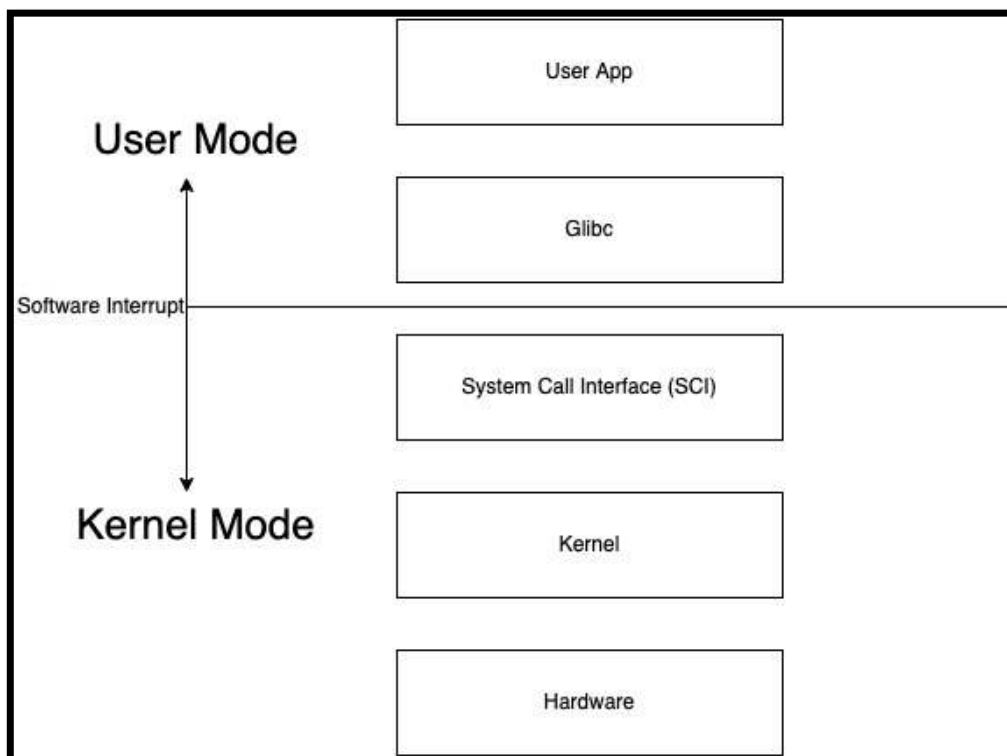 User App
User Mode
Glibc
Software Interrupt
System Call Interface (SCI)
Kernel Mode
Kernel
Hardware